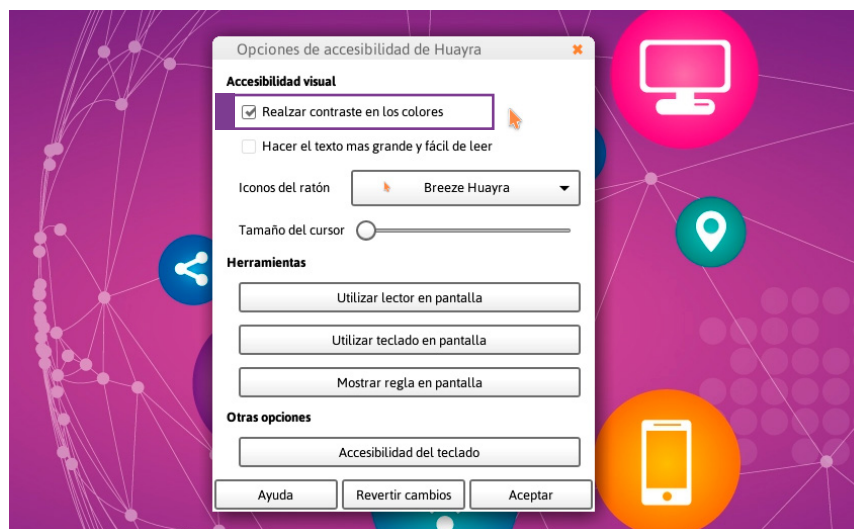 Opciones de accesibilidad de Huayra
Accesibilidad visual
Realzar contraste en los colores
Hacer el texto mas grande y fácil de leer
Iconos del ratón
Breeze Huayra
Tamaño del cursor
Herramientas
Utilizar lector en pantalla
Utilizar teclado en pantalla
Mostrar regla en pantalla
Otras opciones
Accesibilidad del teclado
Ayuda
Revertir cambios
Aceptar